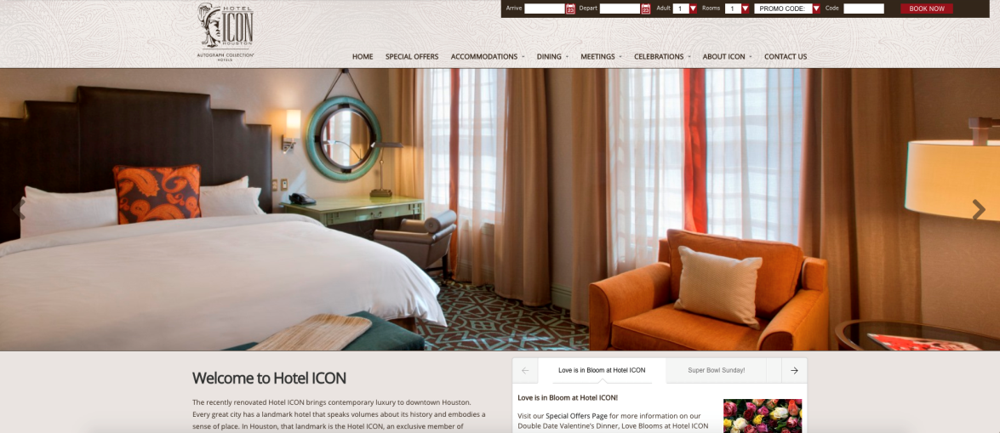 Arrive 23 Depart 23 Adult 1 Rooms 1 PROMO CODE: Code BOOK NOW
HOTEL
ICON
HOUSTON
AUTOGRAPH COLLECTION®
HOTELS
HOME SPECIAL OFFERS ACCOMMODATIONS DINING MEETINGS CELEBRATIONS ABOUT ICON CONTACT US
Welcome to Hotel ICON
The recently renovated Hotel ICON brings contemporary luxury to downtown Houston.
Every great city has a landmark hotel that speaks volumes about its history and embodies a
sense of place. In Houston, that landmark is the Hotel ICON, an exclusive member of
Love is in Bloom at Hotel ICON Super Bowl Sunday!
Love is in Bloom at Hotel ICON!
Visit our Special Offers Page for more information on our
Double Date Valentine's Dinner, Love Blooms at Hotel ICON